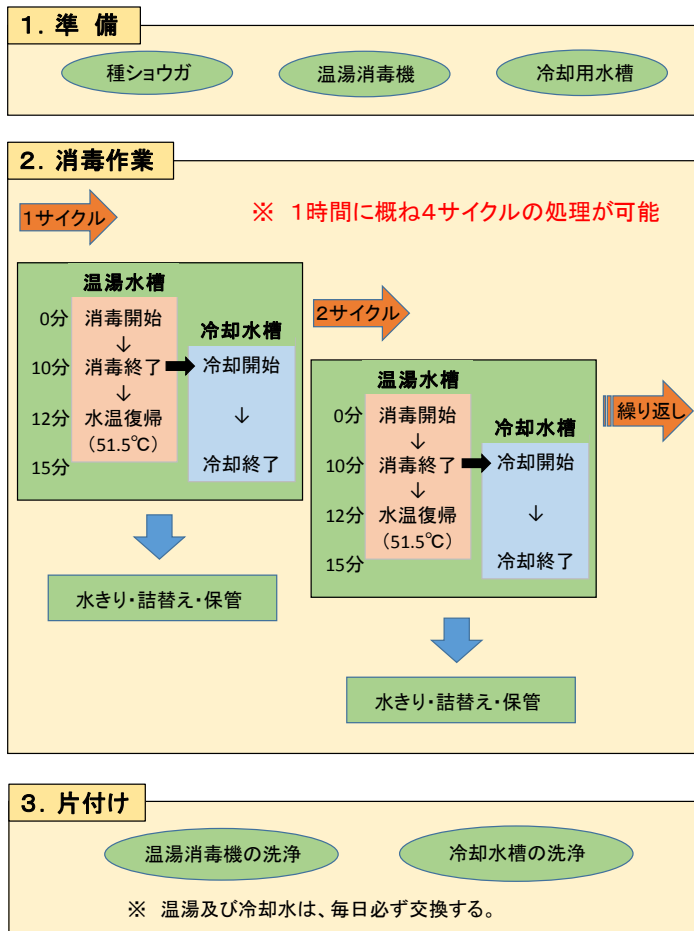 1．準 備
種ショウガ
温湯消毒機
冷却用水槽
2．消毒作業
1サイクル
※ 1時間に概ね4サイクルの処理が可能
温湯水槽
0分 消毒開始
↓
冷却水槽
10分 消毒終了 冷却開始
↓
12分 水温復帰 ↓
（51.5℃）
15分 冷却終了
水きり・詰替え・保管
2サイクル
温湯水槽
0分 消毒開始
↓
冷却水槽
10分 消毒終了 冷却開始
↓
12分 水温復帰 ↓
（51.5℃）
15分 冷却終了
水きり・詰替え・保管
繰り返し
3．片付け
温湯消毒機の洗浄
冷却水槽の洗浄
※ 温湯及び冷却水は、毎日必ず交換する。